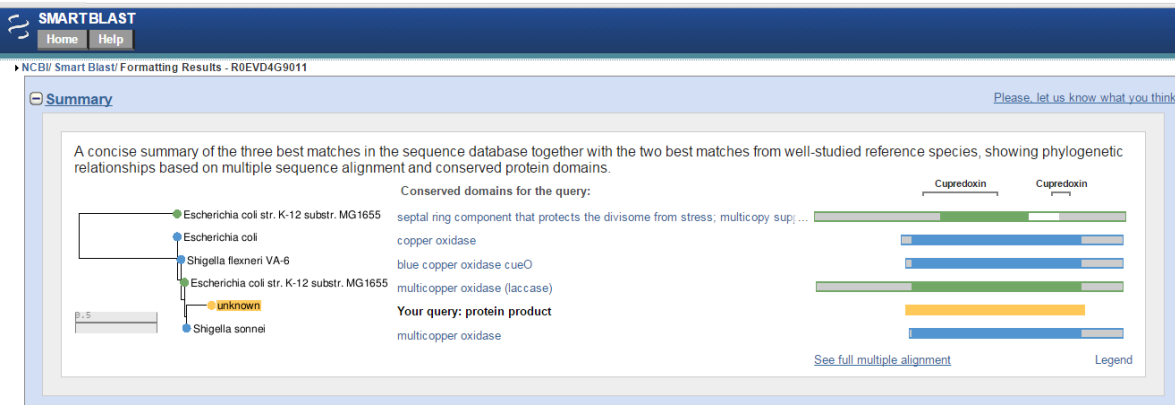 SMARTBLAST
Home Help
NCBI/ Smart Blast/ Formatting Results - R0EVD4G9011
Summary
Please, let us know what you think
A concise summary of the three best matches in the sequence database together with the two best matches from well-studied reference species, showing phylogenetic
relationships based on multiple sequence alignment and conserved protein domains.
Conserved domains for the query:
Cupredoxin Cupredoxin
Escherichia coli str. K-12 substr. MG1655 septal ring component that protects the divisome from stress; multicopy sup...
Escherichia coli copper oxidase
Shigella flexneri VA-6 blue copper oxidase cueO
Escherichia coli str. K-12 substr. MG1655 multicopper oxidase (laccase)
unknown Your query: protein product
0.5
Shigella sonnei multicopper oxidase
See full multiple alignment Legend